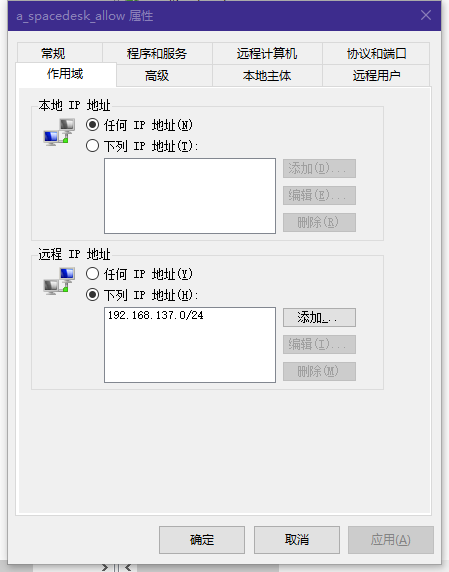 a_spacedesk_allow 属性
常规 程序和服务 远程计算机 协议和端口
作用域 高级 本地主体 远程用户
本地 IP 地址
任何 IP 地址(N)
下列 IP 地址(T):
添加(D)...
编辑(E)...
删除(R)
远程 IP 地址
任何 IP 地址(Y)
下列 IP 地址(H):
192.168.137.0/24
添加...
编辑(I)...
删除(M)
确定 取消 应用(A)